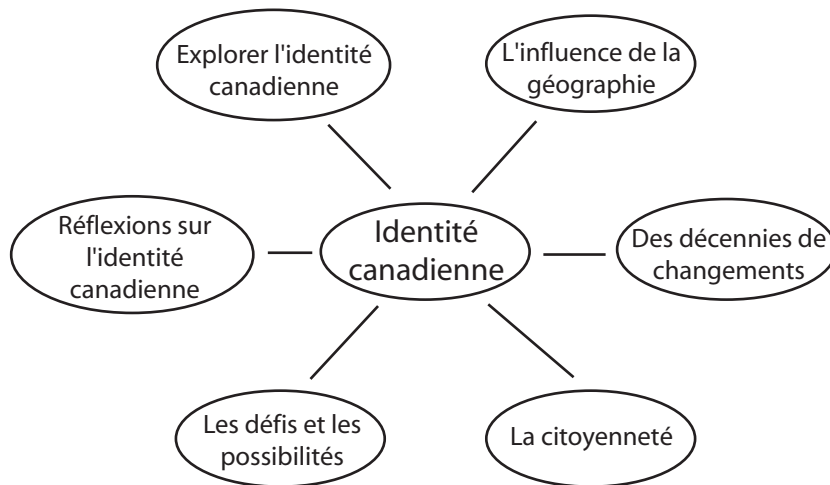 Explorer l'identité
canadienne
L'influence de la
géographie
Réflexions sur
l'identité
canadienne
Identité
canadienne
Des décennies de
changements
Les défis et les
possibilités
La citoyenneté